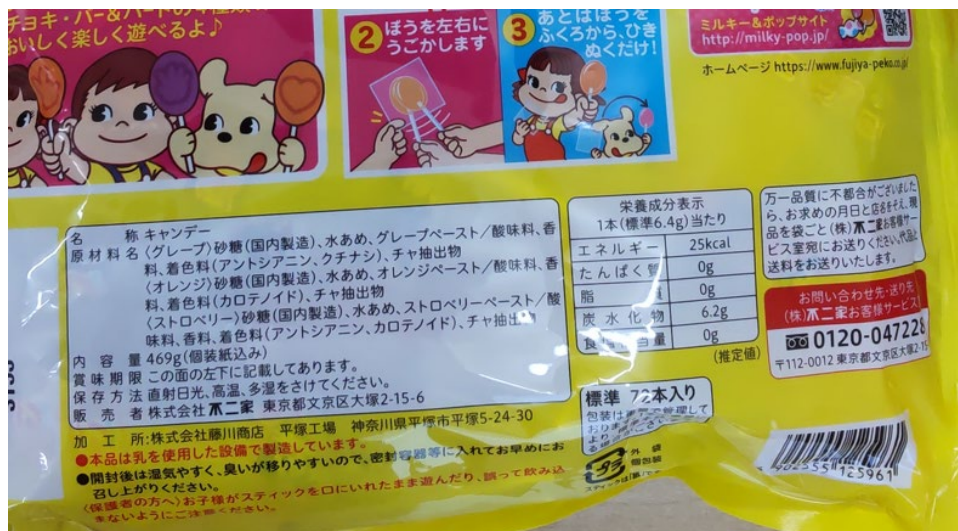 チョキ・バー&ハートの4種類
おいしく楽しく遊べるよ♪
2 ぼうを左右に
うごかします
3 あとはぼうを
ふくろから、ひき
ぬくだけ!
ミルキー&ポップサイト
http://milky-pop.jp/
ホームページ https://www.fujiya-peko.co.jp/
名称 キャンデー
原材料名 〈グレープ〉砂糖(国内製造)、水あめ、グレープペースト/酸味料、香
料、着色料(アントシアニン、クチナシ)、チャ抽出物
〈オレンジ〉砂糖(国内製造)、水あめ、オレンジペースト/酸味料、香
料、着色料(カロテノイド)、チャ抽出物
〈ストロベリー〉砂糖(国内製造)、水あめ、ストロベリーペースト/酸
味料、香料、着色料(アントシアニン、カロテノイド)、チャ抽出物
内容量 469g(個装紙込み)
賞味期限 この面の左下に記載してあります。
保存方法 直射日光、高温、多湿をさけてください。
販売者 株式会社 不二家 東京都文京区大塚2-15-6
加工所:株式会社藤川商店 平塚工場 神奈川県平塚市平塚5-24-30
●本品は乳を使用した設備で製造しています。
●開封後は湿気やすく、臭いが移りやすいので、密封容器等に入れてお早めにお
召し上がりください。
〈保護者の方へ〉お子様がスティックを口にいれたまま遊んだり、誤って飲み込
まないようにご注意ください。
栄養成分表示
1本(標準6.4g)当たり
エネルギー 25kcal
たんぱく質 0g
脂質 0g
炭水化物 6.2g
食塩相当量 0g
(推定値)
標準 72本入り
包装は重量で管理して
外袋
個包装
万一品質に不都合がございました
ら、お求めの月日と店名をそえ、現
品を袋ごと(株)不二家お客様サー
ビス室宛にお送りください。代品と
送料をお送りいたします。
お問い合わせ先・送り先
(株)不二家お客様サービス
0120-047228
〒112-0012 東京都文京区大塚2-15
4902555125961